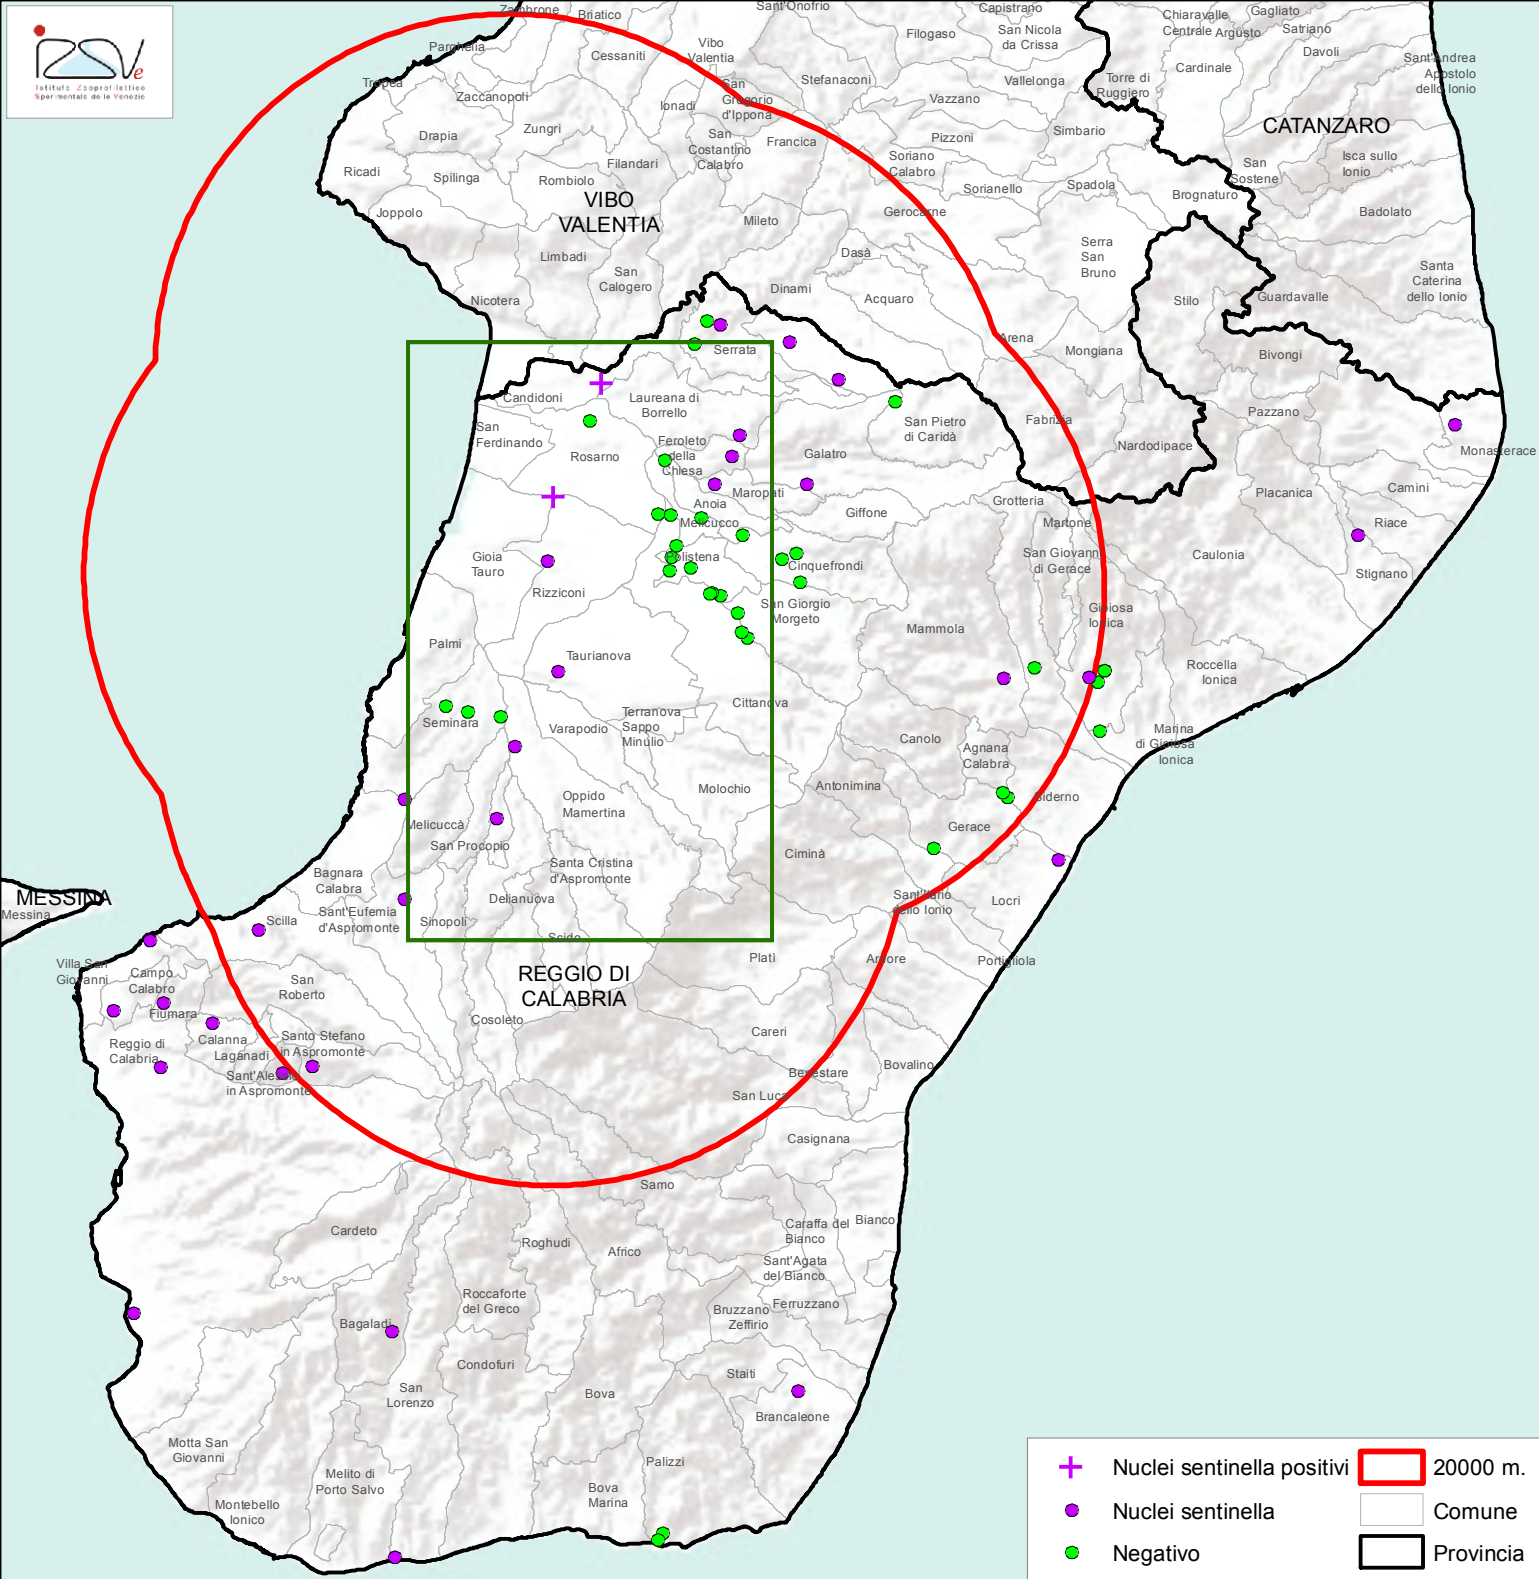 Istituto Zooprofilattico
Sperimentale delle Venezie
Zambrone
Briatico
Sant'Onofrio
Capistrano
Chiaravalle
Centrale
Argusto
Gagliato
Satriano
Davoli
Parghelia
Cessaniti
Vibo
Valentia
Filogaso
San Nicola
da Crissa
Cardinale
Sant'Andrea
Apostolo
dello Ionio
Tropea
Zaccanopoli
Ionadi
San
Gregorio
d'Ippona
Stefanaconi
Vallelonga
Torre di
Ruggiero
Vazzano
CATANZARO
Drapia
Zungri
San
Costantino
Calabro
Francica
Pizzoni
Simbario
Ricadi
Spilinga
Filandari
Rombiolo
Soriano
Calabro
Sorianello
Spadola
San
Sostene
Isca sullo
Ionio
Brognaturo
Joppolo
VIBO
VALENTIA
Mileto
Gerocarne
Badolato
Limbadi
San
Calogero
Dasà
Serra
San
Bruno
Santa
Caterina
dello Ionio
Nicotera
Dinami
Acquaro
Stilo
Guardavalle
Serrata
Arena
Mongiana
Bivongi
Candidoni
Laureana di
Borrello
San
Ferdinando
San Pietro
di Caridà
Fabrizia
Pazzano
Rosarno
Feroleto
della
Chiesa
Galatro
Nardodipace
Monasterace
Anoia
Maropati
Melicucco
Giffone
Grotteria
Martone
Placanica
Camini
Riace
Gioia
Tauro
Polistena
Cinquefrondi
San Giovanni
di Gerace
Caulonia
Stignano
Rizziconi
San Giorgio
Morgeto
Gioiosa
Ionica
Palmi
Mammola
Taurianova
Roccella
Ionica
Seminara
Varapodio
Terranova
Sappo
Minulio
Cittanova
Canolo
Agnana
Calabra
Marina
di Gioiosa
Ionica
Oppido
Mamertina
Molochio
Antonimina
Siderno
Melicuccà
San Procopio
Gerace
Santa Cristina
d'Aspromonte
Ciminà
Bagnara
Calabra
Delianuova
Sant'Ilario
dello Ionio
Locri
MESSINA
Messina
Scilla
Sant'Eufemia
d'Aspromonte
Sinopoli
Scido
Villa San
Giovanni
Campo
Calabro
San
Roberto
REGGIO DI
CALABRIA
Platì
Ardore
Portigliola
Fiumara
Cosoleto
Careri
Reggio di
Calabria
Calanna
Laganadi
Santo Stefano
in Aspromonte
Sant'Alessio
in Aspromonte
Benestare
Bovalino
San Luca
Casignana
Samo
Cardeto
Roghudi
Africo
Caraffa del
Bianco
Bianco
Sant'Agata
del Bianco
Roccaforte
del Greco
Bruzzano
Zeffirio
Ferruzzano
Bagaladi
Condofuri
Staiti
San
Lorenzo
Bova
Brancaleone
Motta San
Giovanni
Melito di
Porto Salvo
Palizzi
Montebello
Ionico
Bova
Marina
Nuclei sentinella positivi
20000 m.
Nuclei sentinella
Comune
Negativo
Provincia